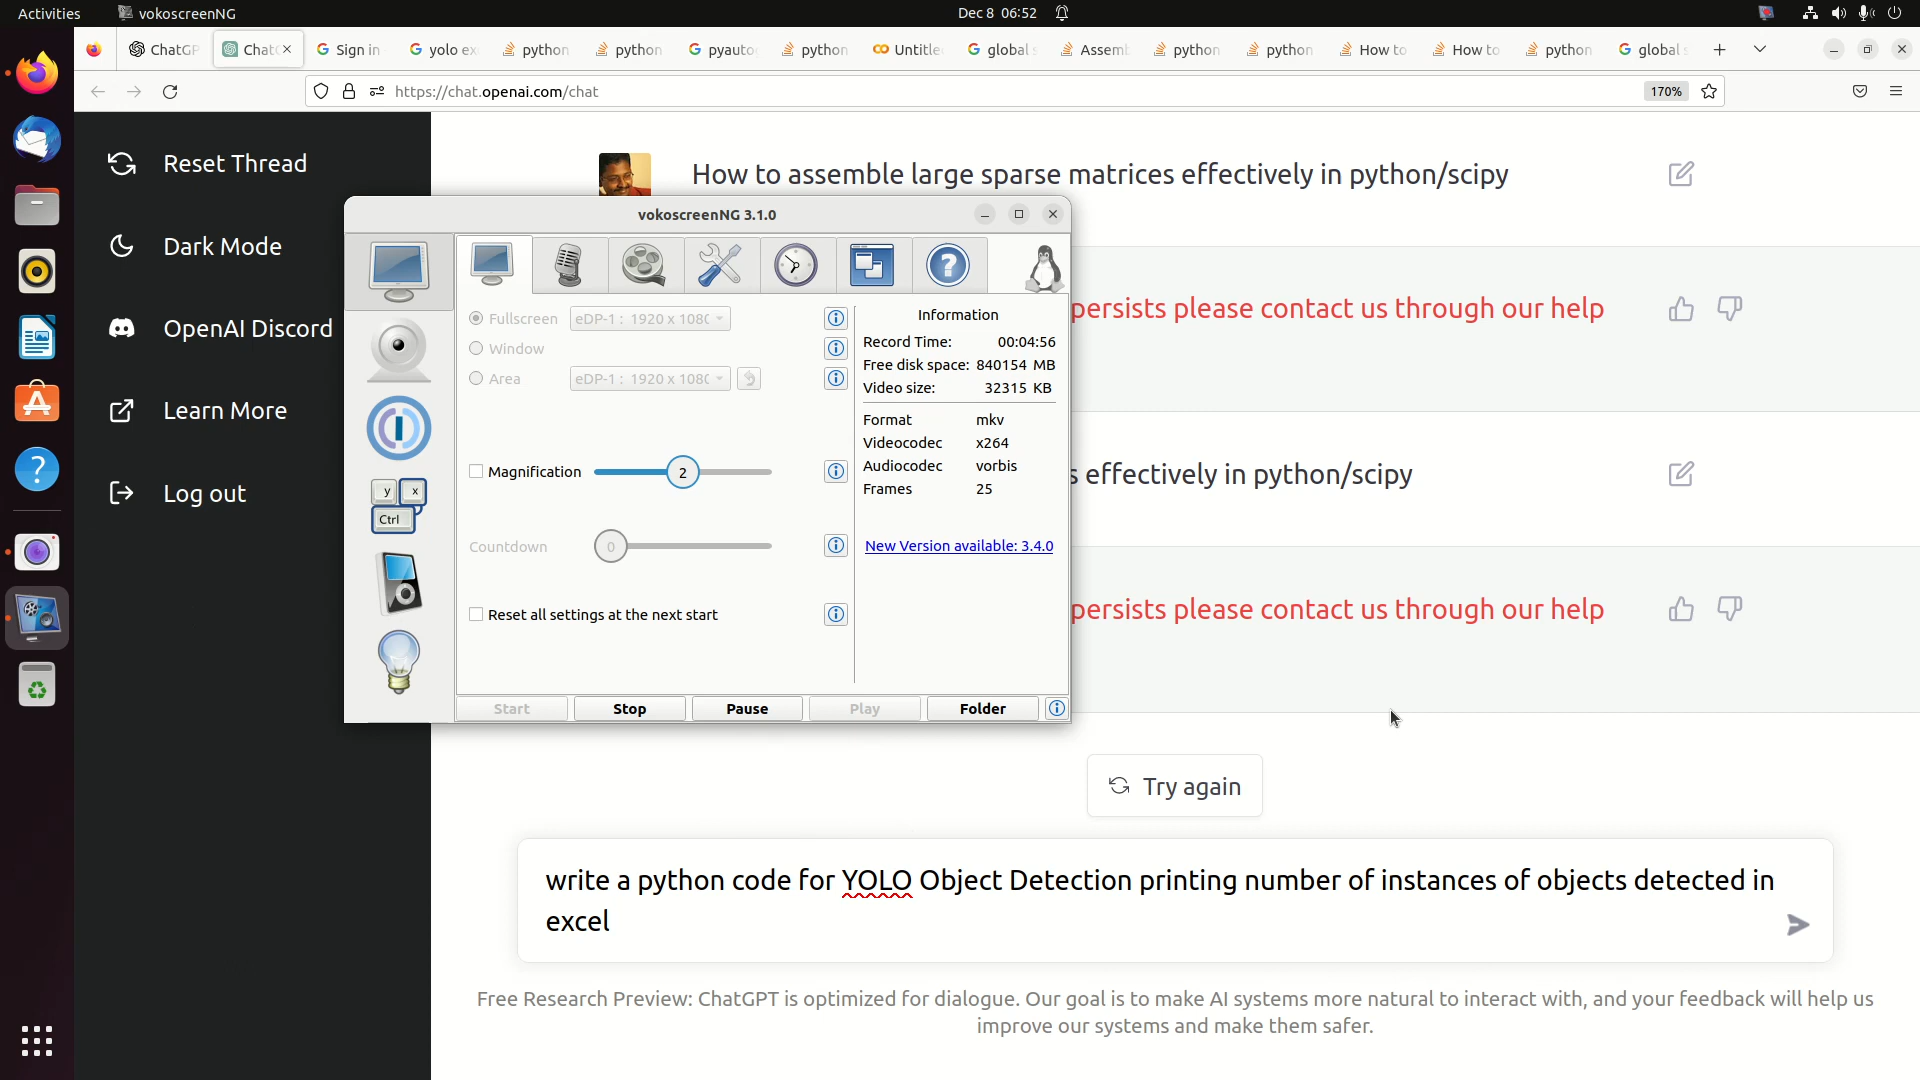 Activities
vokoscreenNG
Dec 8 06:52
ChatGP
Chat
Sign in
yolo ex
python
python
pyauto
python
Untitle
global s
Assemb
python
python
How to
How to
python
global s
https://chat.openai.com/chat
170%
Reset Thread
Dark Mode
OpenAI Discord
Learn More
Log out
How to assemble large sparse matrices effectively in python/scipy
persists please contact us through our help
s effectively in python/scipy
persists please contact us through our help
vokoscreenNG 3.1.0
y x
Ctrl
Fullscreen eDP-1 : 1920 x 1080
Window
Area eDP-1 : 1920 x 1080
Magnification 2
Countdown 0
Reset all settings at the next start
Information
Record Time: 00:04:56
Free disk space: 840154 MB
Video size: 32315 KB
Format mkv
Videocodec x264
Audiocodec vorbis
Frames 25
New Version available: 3.4.0
Start
Stop
Pause
Play
Folder
Try again
write a python code for YOLO Object Detection printing number of instances of objects detected in
excel
Free Research Preview: ChatGPT is optimized for dialogue. Our goal is to make AI systems more natural to interact with, and your feedback will help us
improve our systems and make them safer.